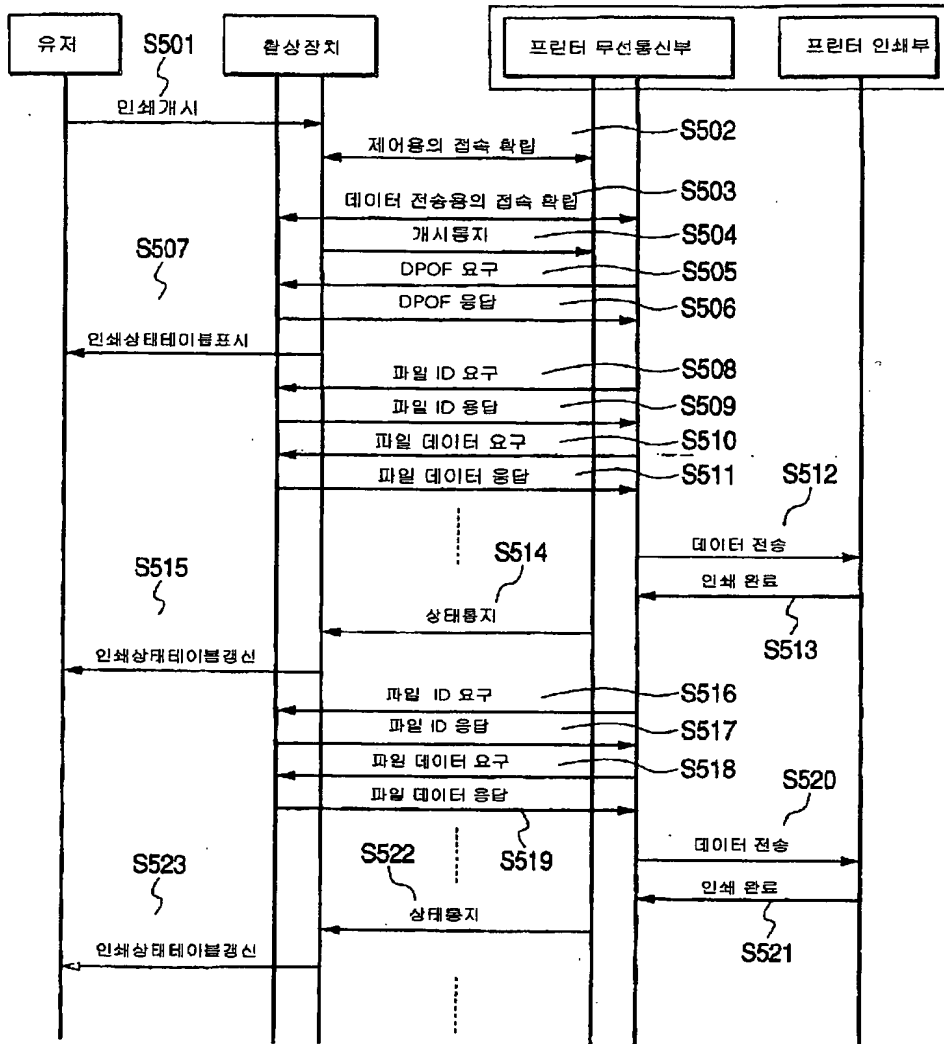 유저
촬상장치
프린터 무선통신부
프린터 인쇄부
S501
인쇄개시
S502
제어용의 접속 확립
S503
데이터 전송용의 접속 확립
S504
개시통지
S507
S505
DPOF 요구
S506
DPOF 응답
인쇄상태테이블표시
S508
파일 ID 요구
S509
파일 ID 응답
S510
파일 데이터 요구
S511
파일 데이터 응답
S512
데이터 전송
S514
S515
인쇄 완료
S513
상태통지
인쇄상태테이블갱신
S516
파일 ID 요구
S517
파일 ID 응답
S518
파일 데이터 요구
S520
파일 데이터 응답
S519
데이터 전송
S522
S523
인쇄 완료
S521
상태통지
인쇄상태테이블갱신